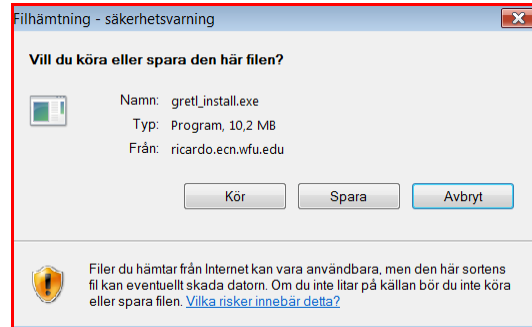 Filhämtning - säkerhetsvarning
Vill du köra eller spara den här filen?
Namn: gretl_install.exe
Typ: Program, 10,2 MB
Från: ricardo.ecn.wfu.edu
Kör Spara Avbryt
Filer du hämtar från Internet kan vara användbara, men den här sortens
fil kan eventuellt skada datorn. Om du inte litar på källan bör du inte köra
eller spara filen. Vilka risker innebär detta?